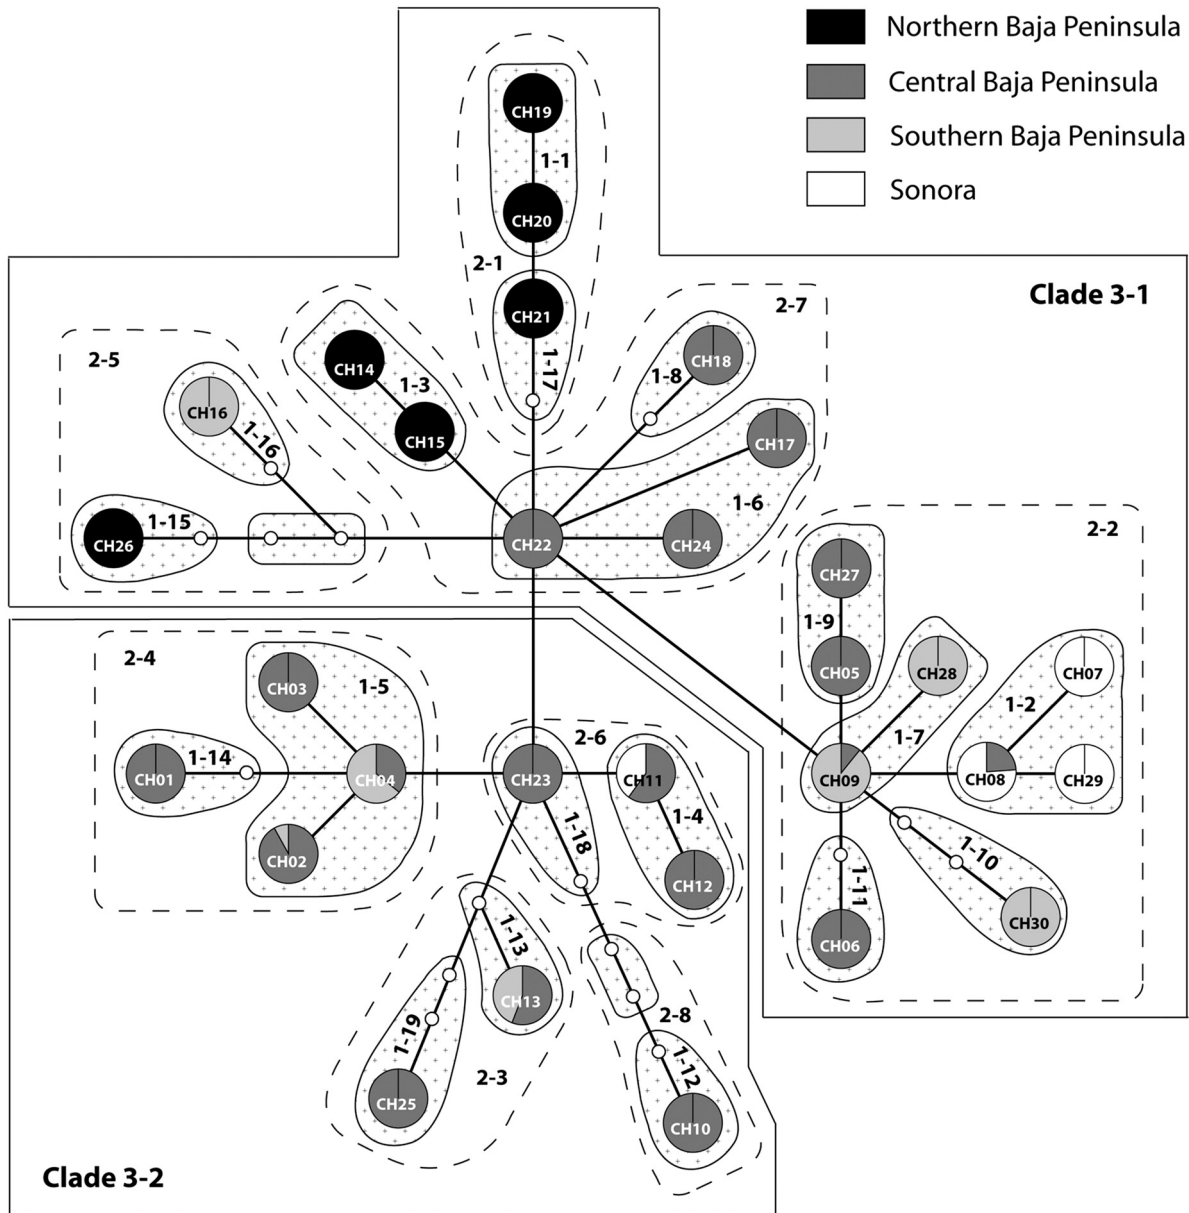 Northern Baja Peninsula
Central Baja Peninsula
Southern Baja Peninsula
Sonora
Clade 3-1
CH19
1-1
CH20
2-1
CH21
1-17
2-7
CH18
1-8
CH17
1-6
CH24
CH22
CH14
1-3
CH15
2-5
CH16
1-16
1-15
CH26
2-2
CH27
1-9
CH05
CH28
1-7
CH09
CH07
1-2
CH08
CH29
1-10
CH30
1-11
CH06
2-4
CH03
1-5
1-14
CH01
CH04
CH02
2-6
CH23
CH11
1-4
CH12
1-18
1-13
CH13
1-19
CH25
2-3
2-8
1-12
CH10
Clade 3-2